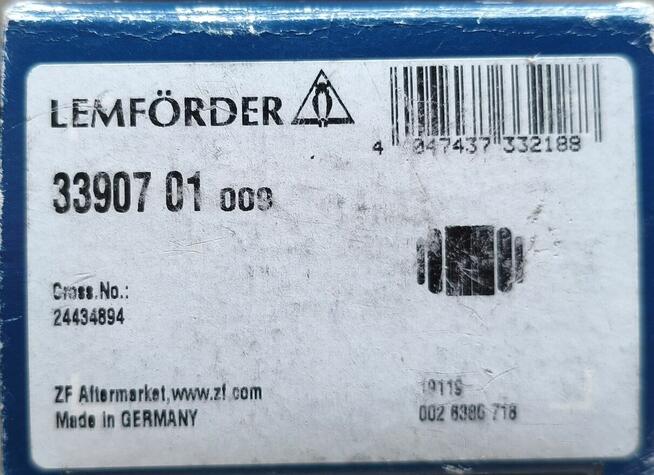 LEMFÖRDER
4 047437 332188
33907 01 009
Cross.No.:
24434894
ZF Aftermarket,www.zf.com
Made in GERMANY
19119
002 8386 718